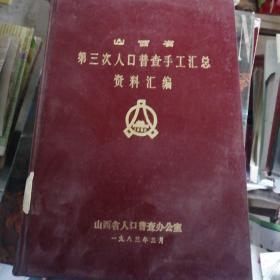 山西省
第三次人口普查手工汇总
资料汇编
山西省人口普查办公室
一九八三年三月